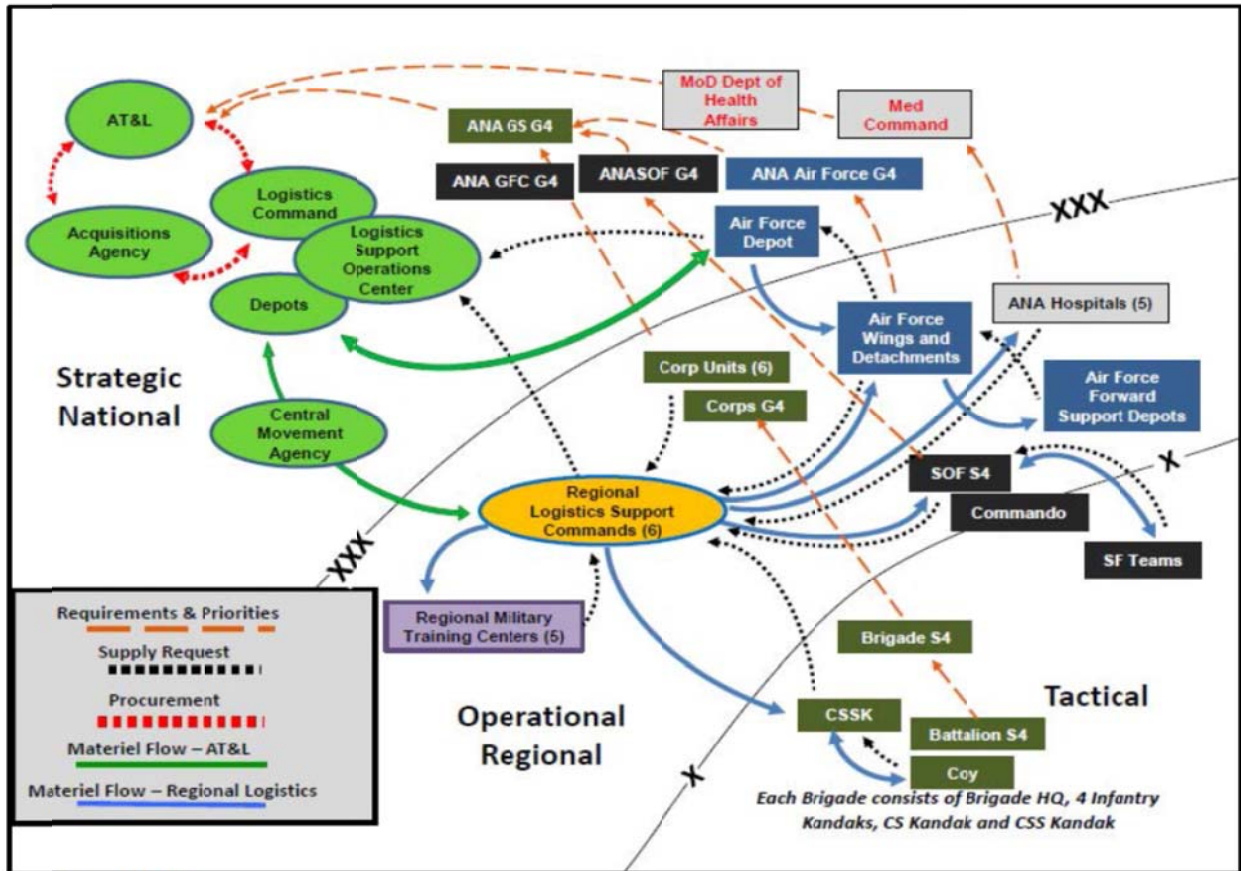 AT&L
MoD Dept of
Health
Affairs
Med
Command
ANA GS G4
ANA GFC G4
ANASOF G4
ANA Air Force G4
Logistics
Command
Acquisitions
Agency
Logistics
Support
Operations
Center
Depots
Air Force
Depot
XXX
ANA Hospitals (5)
Air Force
Wings and
Detachments
Strategic
National
Corp Units (6)
Corps G4
Air Force
Forward
Support Depots
Central
Movement
Agency
X
SOF S4
Commando
Regional
Logistics Support
Commands (6)
SF Teams
XXX
Requirements & Priorities
Supply Request
Procurement
Materiel Flow – AT&L
Materiel Flow – Regional Logistics
Regional Military
Training Centers (5)
Brigade S4
Operational
Regional
Tactical
CSSK
Battalion S4
Coy
X
Each Brigade consists of Brigade HQ, 4 Infantry
Kandaks, CS Kandak and CSS Kandak